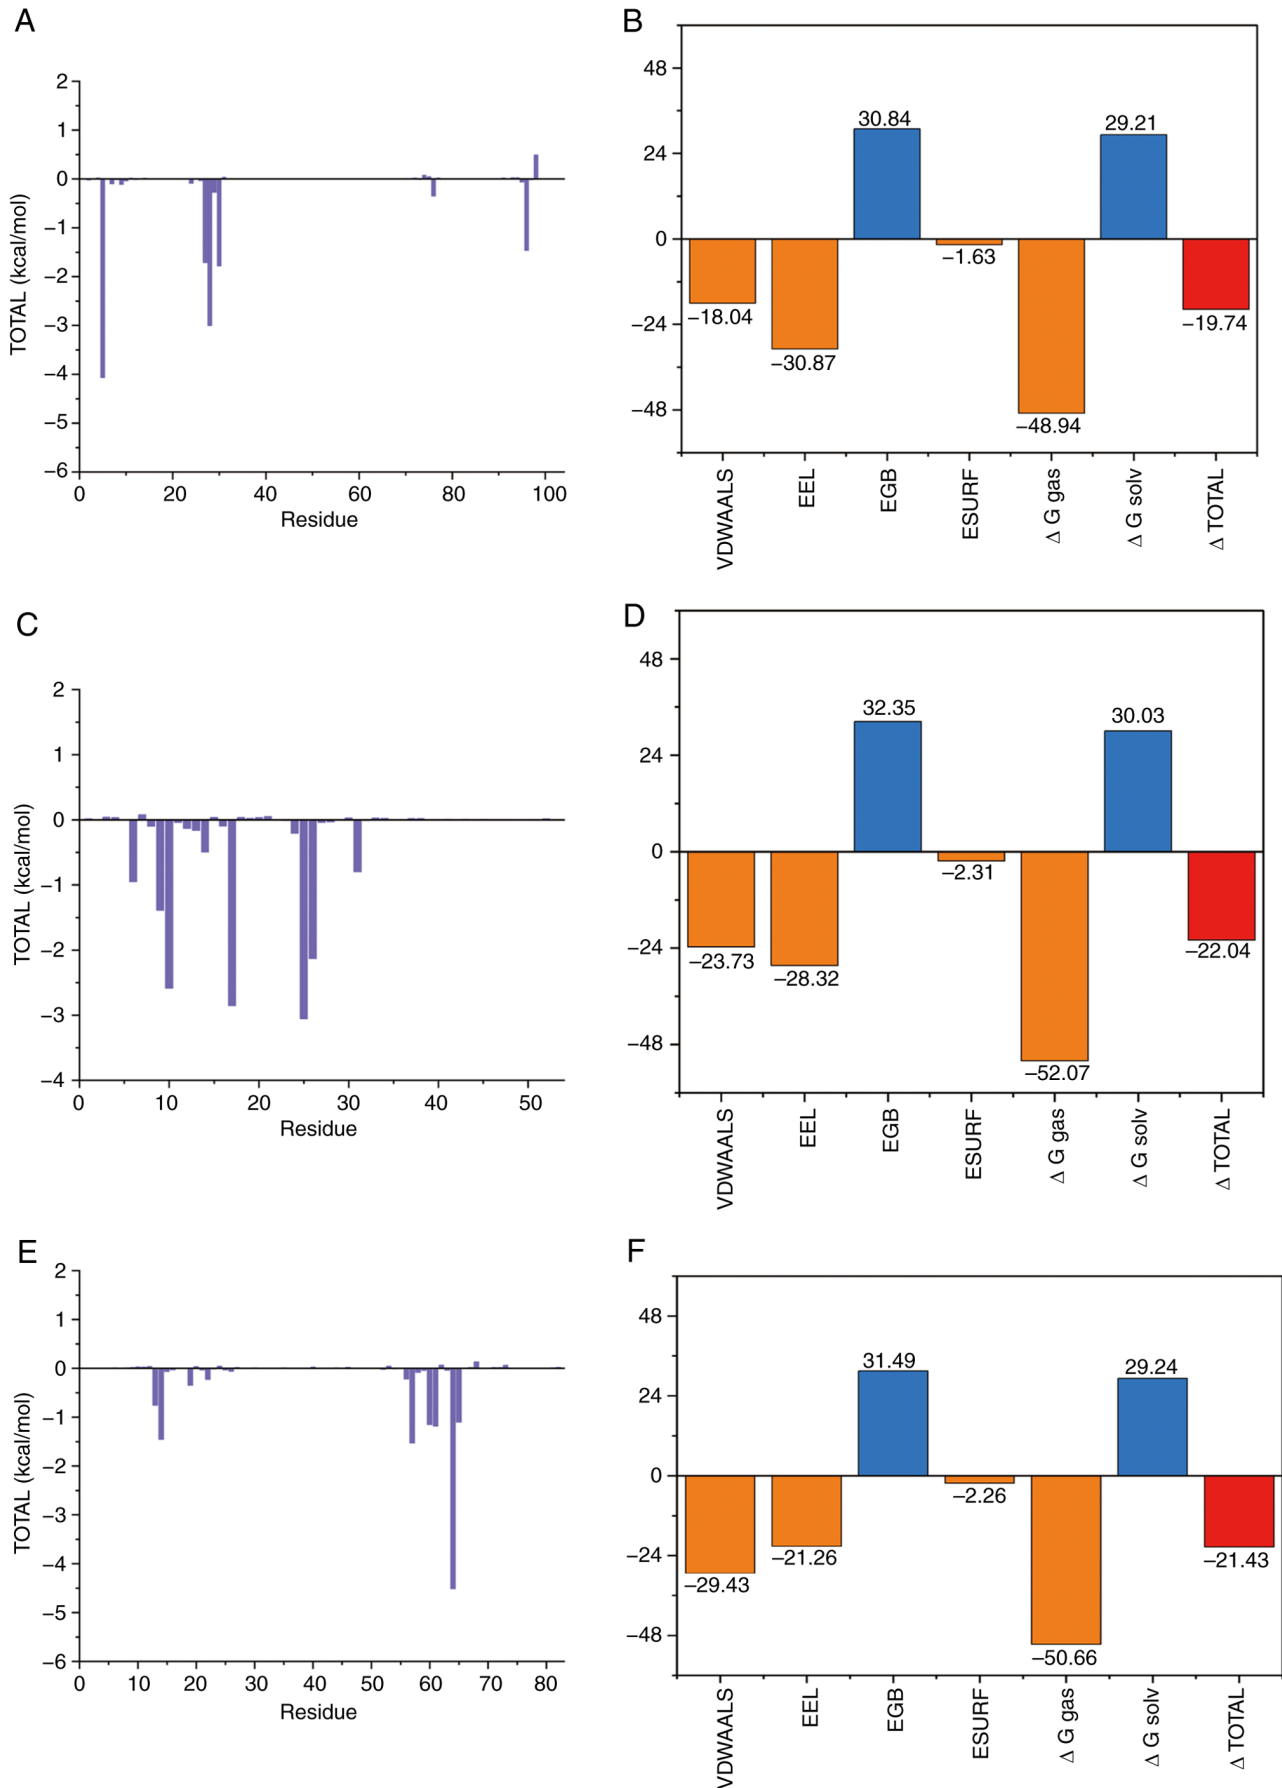 A
2
1
0
−1
−2
−3
−4
−5
−6
TOTAL (kcal/mol)
0 20 40 60 80 100
Residue
B
48
24
0
−24
−48
−18.04
−30.87
30.84
−1.63
−48.94
29.21
−19.74
VDWAALS
EEL
EGB
ESURF
Δ G gas
Δ G solv
Δ TOTAL
C
2
1
0
−1
−2
−3
−4
TOTAL (kcal/mol)
0 10 20 30 40 50
Residue
D
48
24
0
−24
−48
−23.73
−28.32
32.35
−2.31
−52.07
30.03
−22.04
VDWAALS
EEL
EGB
ESURF
Δ G gas
Δ G solv
Δ TOTAL
E
2
1
0
−1
−2
−3
−4
−5
−6
TOTAL (kcal/mol)
0 10 20 30 40 50 60 70 80
Residue
F
48
24
0
−24
−48
−29.43
−21.26
31.49
−2.26
−50.66
29.24
−21.43
VDWAALS
EEL
EGB
ESURF
Δ G gas
Δ G solv
Δ TOTAL